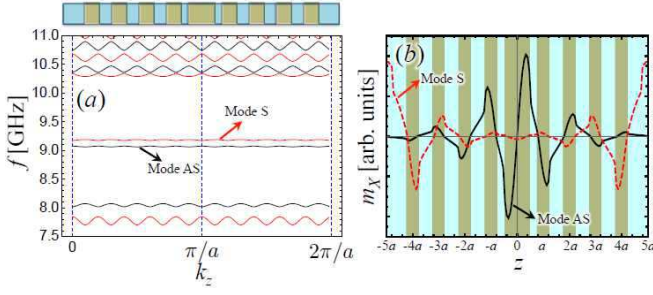 11.0
10.5
10.0
9.5
9.0
8.5
8.0
7.5
f [GHz]
(a)
Mode S
Mode AS
0
π/a
2π/a
k_z
(b)
Mode S
Mode AS
m_X [arb. units]
-5a -4a -3a -2a -a 0 a 2a 3a 4a 5a
z